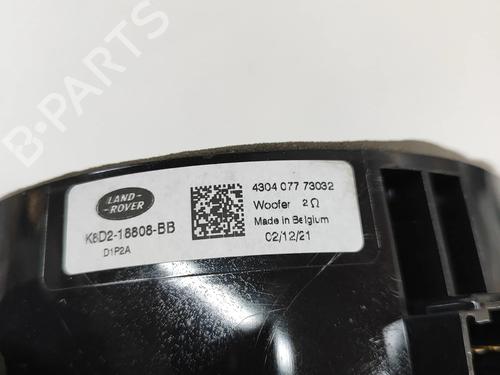 B-PARTS
LAND-
ROVER
K8D2-18808-BB
D1P2A
4304 077 73032
Woofer 2Ω
Made in Belgium
02/12/21